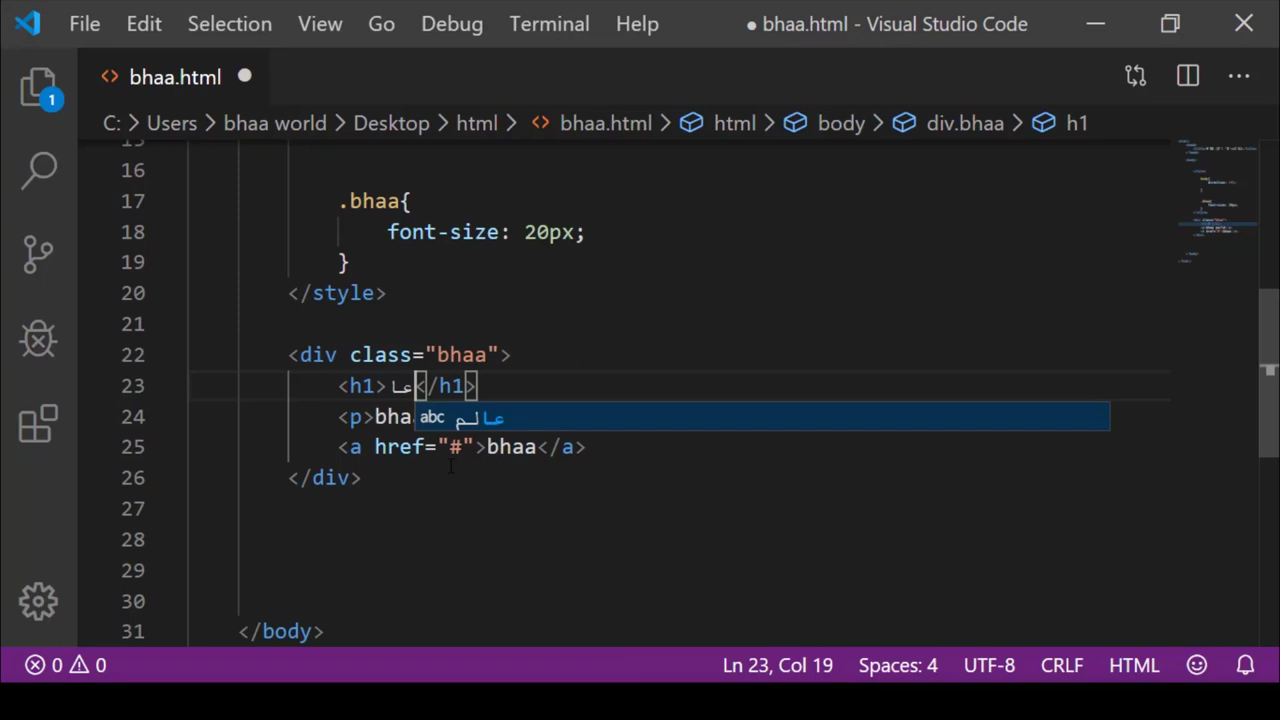 File Edit Selection View Go Debug Terminal Help ● bhaa.html - Visual Studio Code
bhaa.html
1
C: > Users > bhaa world > Desktop > html > bhaa.html > html > body > div.bhaa > h1
15
16
17 .bhaa{
18 font-size: 20px;
19 }
20 </style>
21
22 <div class="bhaa">
23 <h1>عا</h1>
24 <p>bhaa
abc عالم
25 <a href="#">bhaa</a>
26 </div>
27
28
29
30
31 </body>
0 0 Ln 23, Col 19 Spaces: 4 UTF-8 CRLF HTML